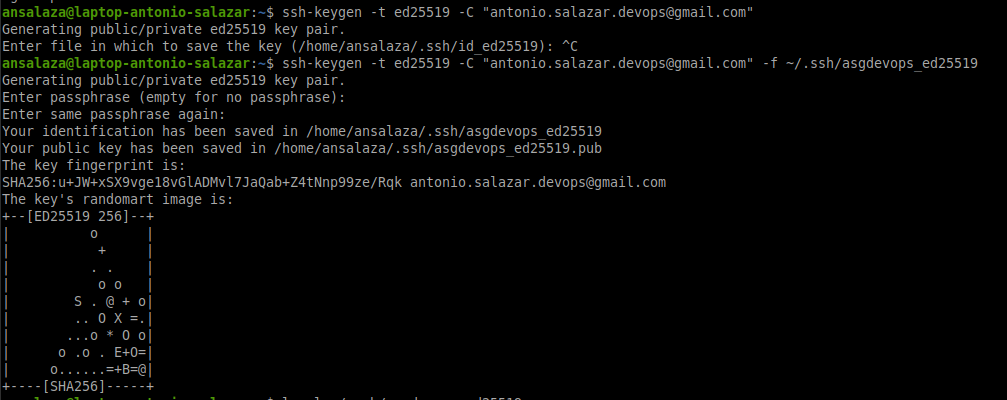 ansalaza@laptop-antonio-salazar:~$ ssh-keygen -t ed25519 -C "antonio.salazar.devops@gmail.com"
Generating public/private ed25519 key pair.
Enter file in which to save the key (/home/ansalaza/.ssh/id_ed25519): ^C
ansalaza@laptop-antonio-salazar:~$ ssh-keygen -t ed25519 -C "antonio.salazar.devops@gmail.com" -f ~/.ssh/asgdevops_ed25519
Generating public/private ed25519 key pair.
Enter passphrase (empty for no passphrase):
Enter same passphrase again:
Your identification has been saved in /home/ansalaza/.ssh/asgdevops_ed25519
Your public key has been saved in /home/ansalaza/.ssh/asgdevops_ed25519.pub
The key fingerprint is:
SHA256:u+JW+xSX9vge18vGlADMvl7JaQab+Z4tNnp99ze/Rqk antonio.salazar.devops@gmail.com
The key's randomart image is:
+--[ED25519 256]--+
|          o      |
|           +     |
|          . .    |
|           o o   |
|        S . @ + o|
|        .. O X =.|
|       ...o * O o|
|      o .o . E+O=|
|     o......=+B=@|
+----[SHA256]-----+